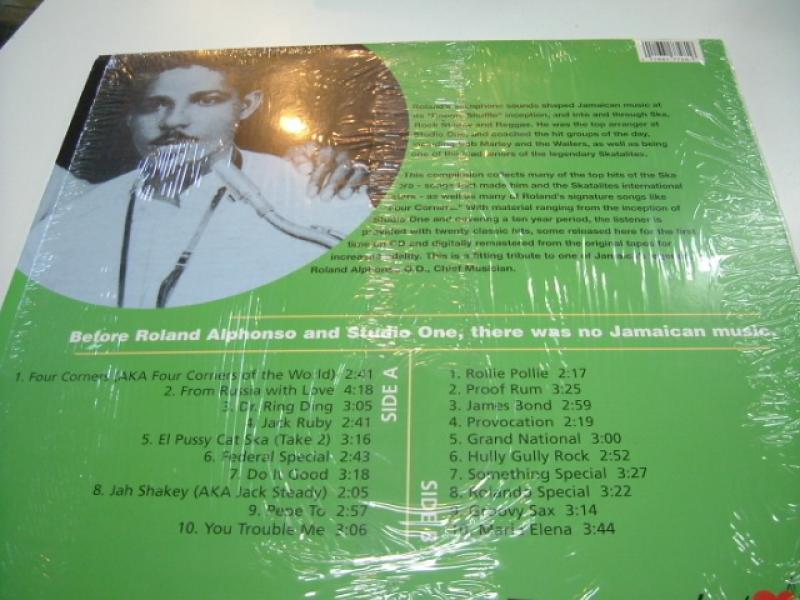 Roland's saxophone sounds shaped Jamaican music at
its Shuffle" inception, and into and through Ska,
Rock Steady and Reggae. He was the top arranger at
Studio One, and coached the hit groups of the day,
including Bob Marley and the Wailers, as well as being
one of the lead tenors of the legendary Skatalites.
This compilation collects many of the top hits of the Ska
era - songs that made him and the Skatalites international
stars - as well as many of Roland's signature songs like
"Four Corners." With material ranging from the inception of
Studio One and covering a ten year period, the listener is
provided with twenty classic hits, some released here for the first
time on CD and digitally remastered from the original tapes for
increased fidelity. This is a fitting tribute to one of Jamaica's legends
Roland Alphonso, O.D., Chief Musician.
Before Roland Alphonso and Studio One, there was no Jamaican music.
SIDE A
1. Four Corners (AKA Four Corners of the World) 2:41
2. From Russia with Love 4:18
3. Dr. Ring Ding 3:05
4. Jack Ruby 2:41
5. El Pussy Cat Ska (Take 2) 3:16
6. Federal Special 2:43
7. Do It Good 3:18
8. Jah Shakey (AKA Jack Steady) 2:05
9. Pepe To 2:57
10. You Trouble Me 3:06
SIDE B
1. Rollie Pollie 2:17
2. Proof Rum 3:25
3. James Bond 2:59
4. Provocation 2:19
5. Grand National 3:00
6. Hully Gully Rock 2:52
7. Something Special 3:27
8. Rolando Special 3:22
9. Groovy Sax 3:14
10. Maria Elena 3:44